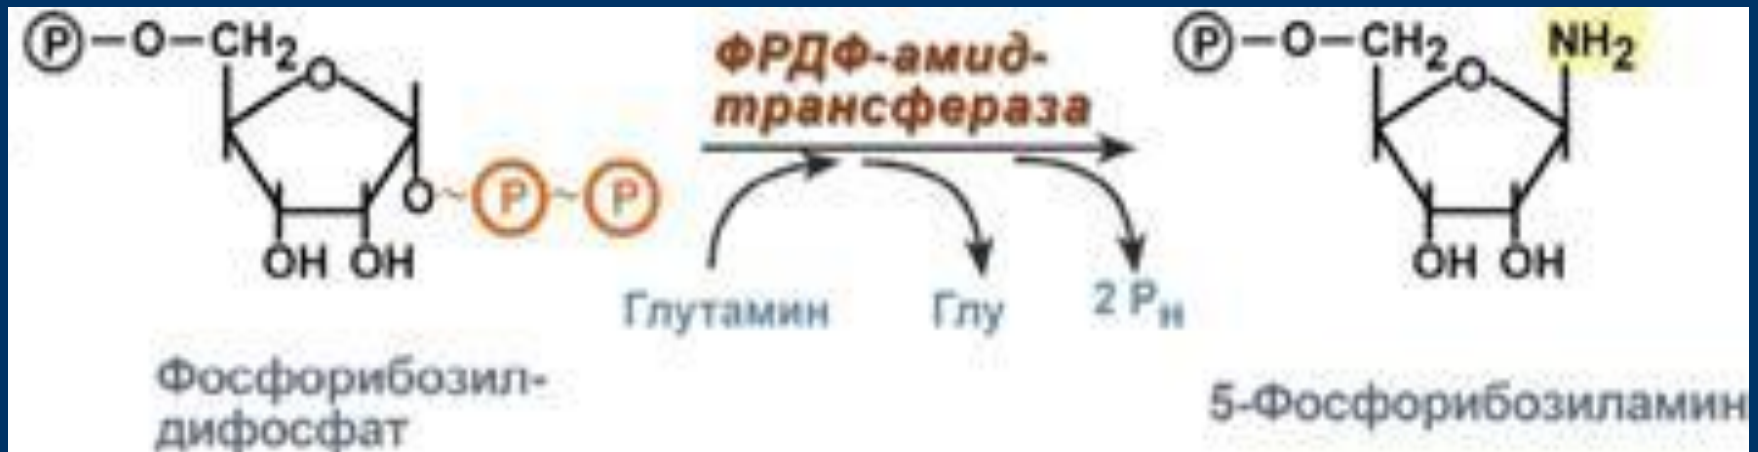 Ⓟ–O–CH₂
O
O~Ⓟ~Ⓟ
OH OH
Фосфорибозил-
дифосфат
ФРДФ-амид-
трансфераза
Глутамин
Глу
2 Pн
Ⓟ–O–CH₂
O
NH₂
OH OH
5-Фосфорибозиламин